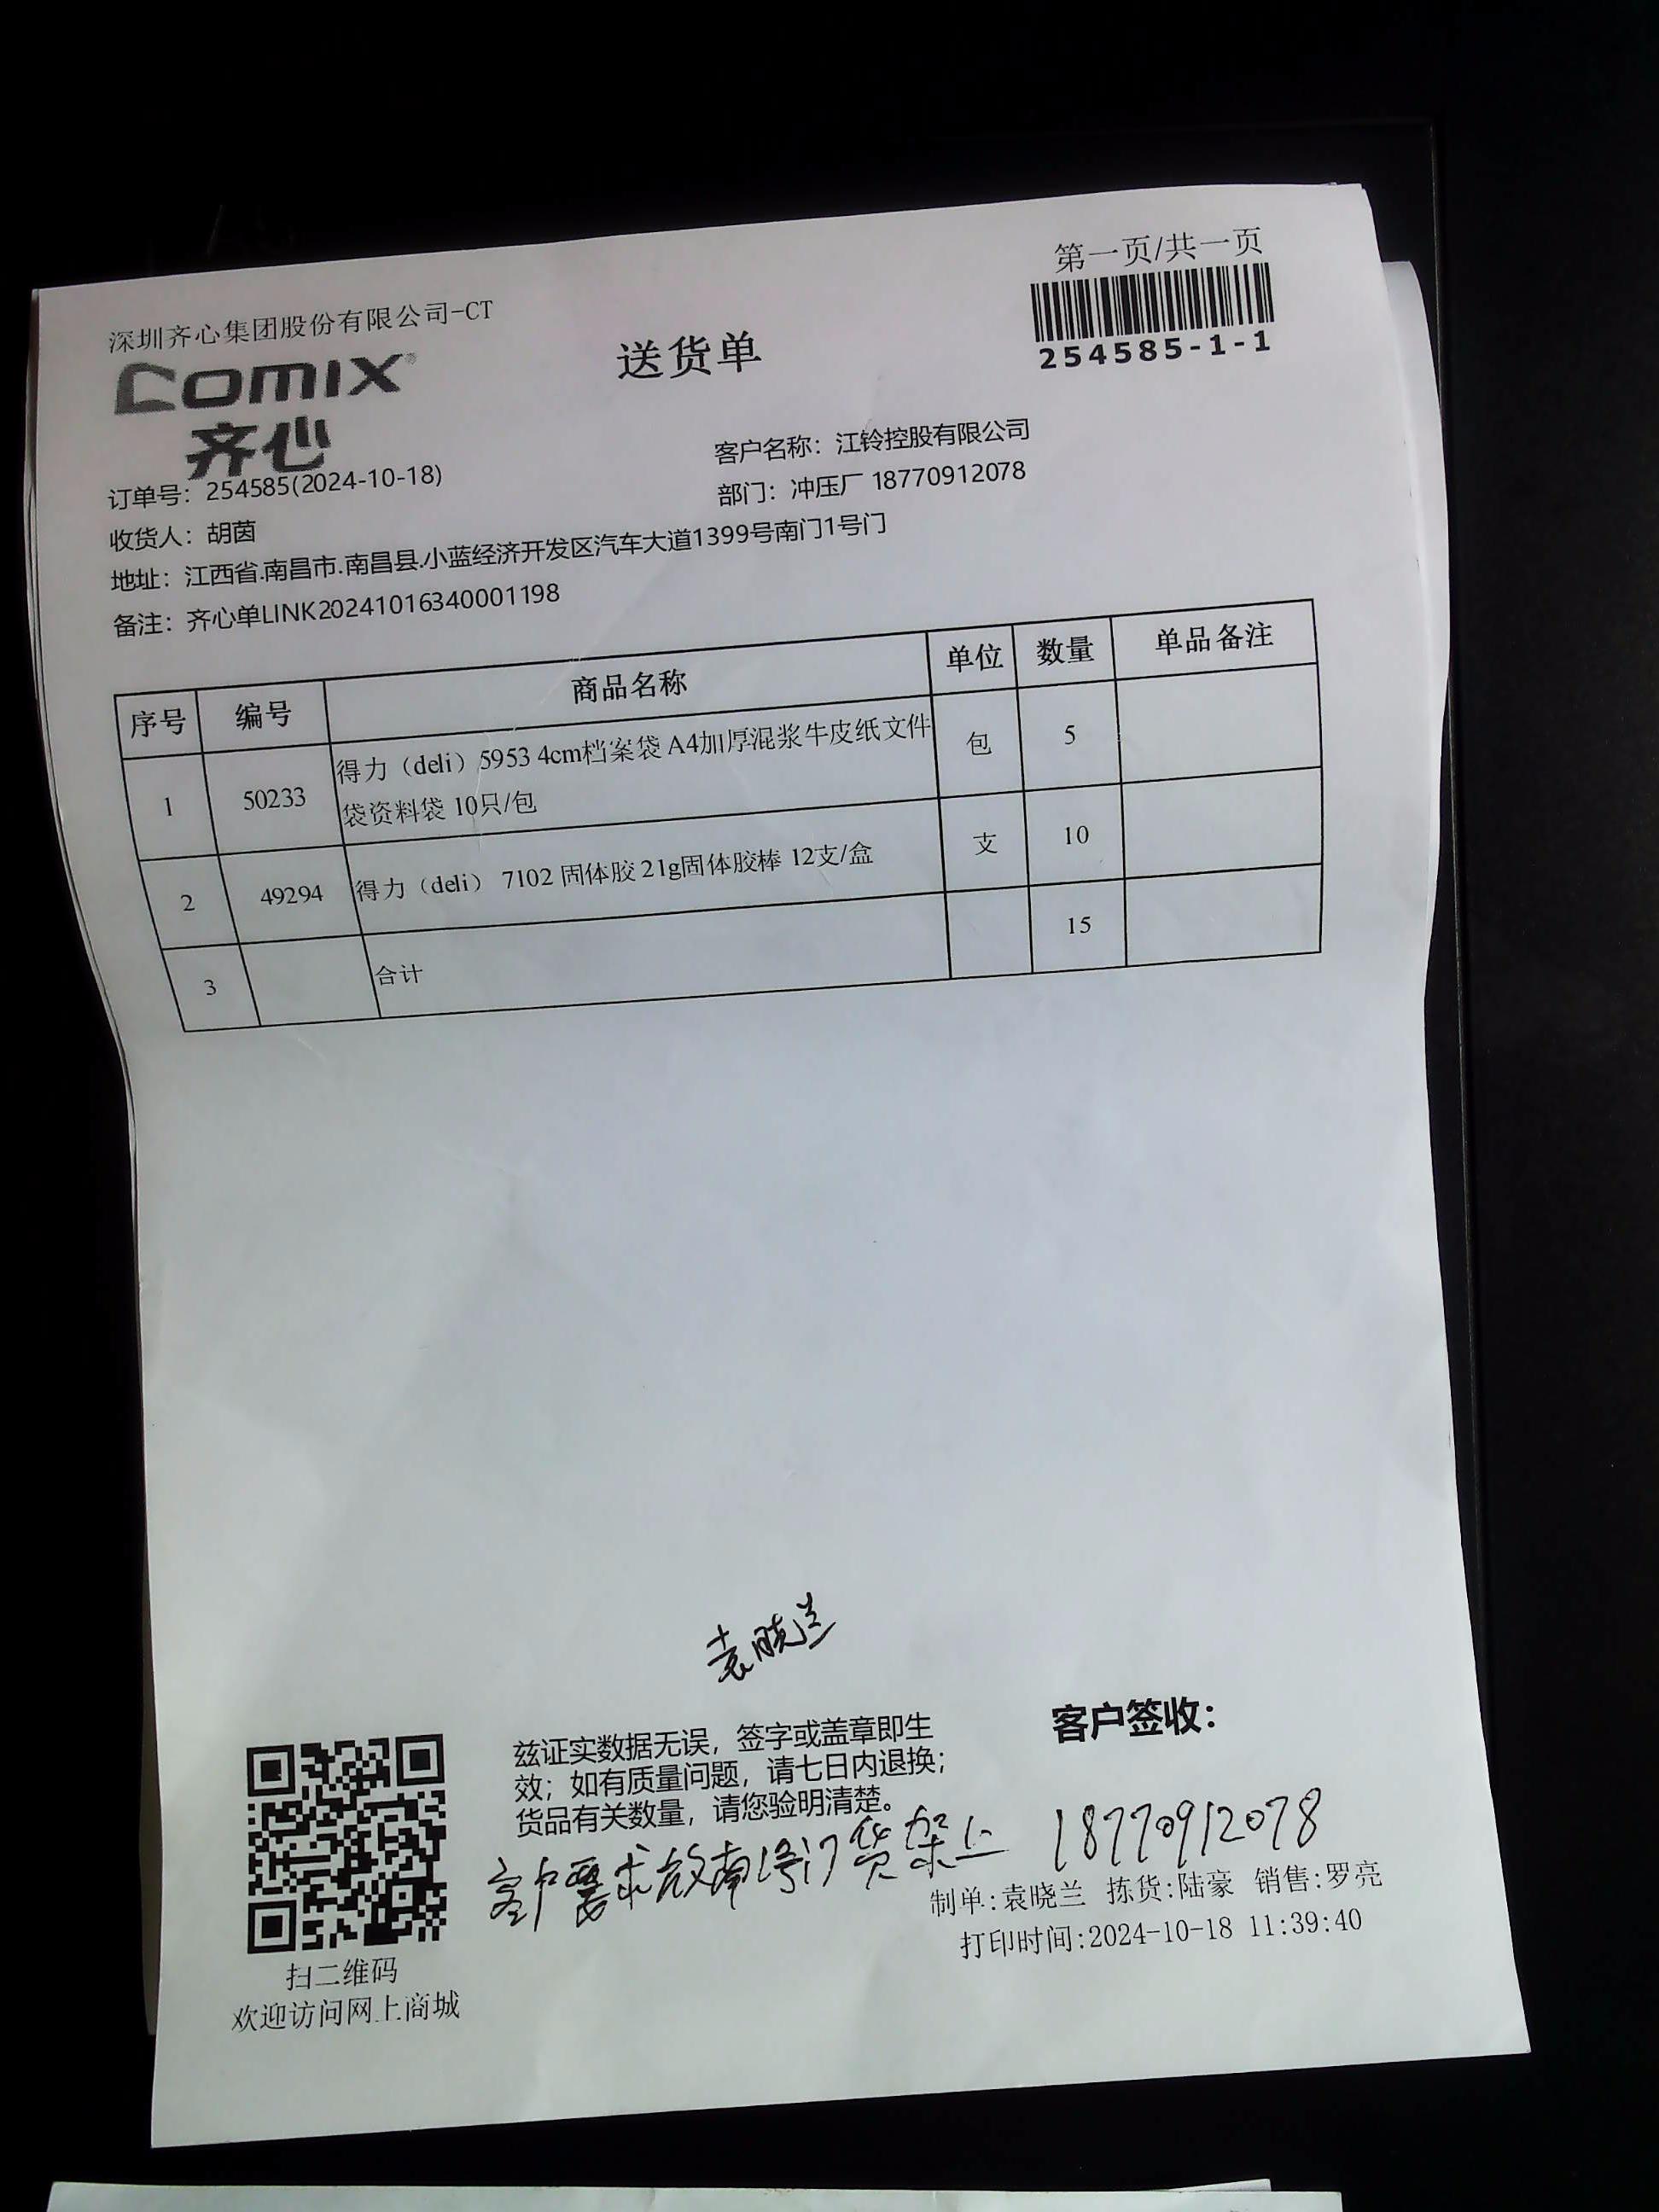 第一页/共一页
深圳齐心集团股份有限公司-CT
comix
齐心
送货单
254585-1-1
订单号：254585(2024-10-18)
客户名称：江铃控股有限公司
收货人：胡茵
部门：冲压厂 18770912078
地址：江西省.南昌市.南昌县.小蓝经济开发区汽车大道1399号南门1号门
备注：齐心单LINK20241016340001198
序号 编号 商品名称 单位 数量 单品备注
1 50233 得力（deli）5953 4cm档案袋 A4加厚混浆牛皮纸文件 包 5
袋资料袋 10只/包
2 49294 得力（deli） 7102 固体胶 21g固体胶棒 12支/盒 支 10
3 合计 15
袁晓兰
兹证实数据无误，签字或盖章即生
效；如有质量问题，请七日内退换；
货品有关数量，请您验明清楚。
客户签收：
客户要求放南1号门货架上 18770912078
制单:袁晓兰 拣货:陆豪 销售:罗亮
打印时间:2024-10-18 11:39:40
扫二维码
欢迎访问网上商城